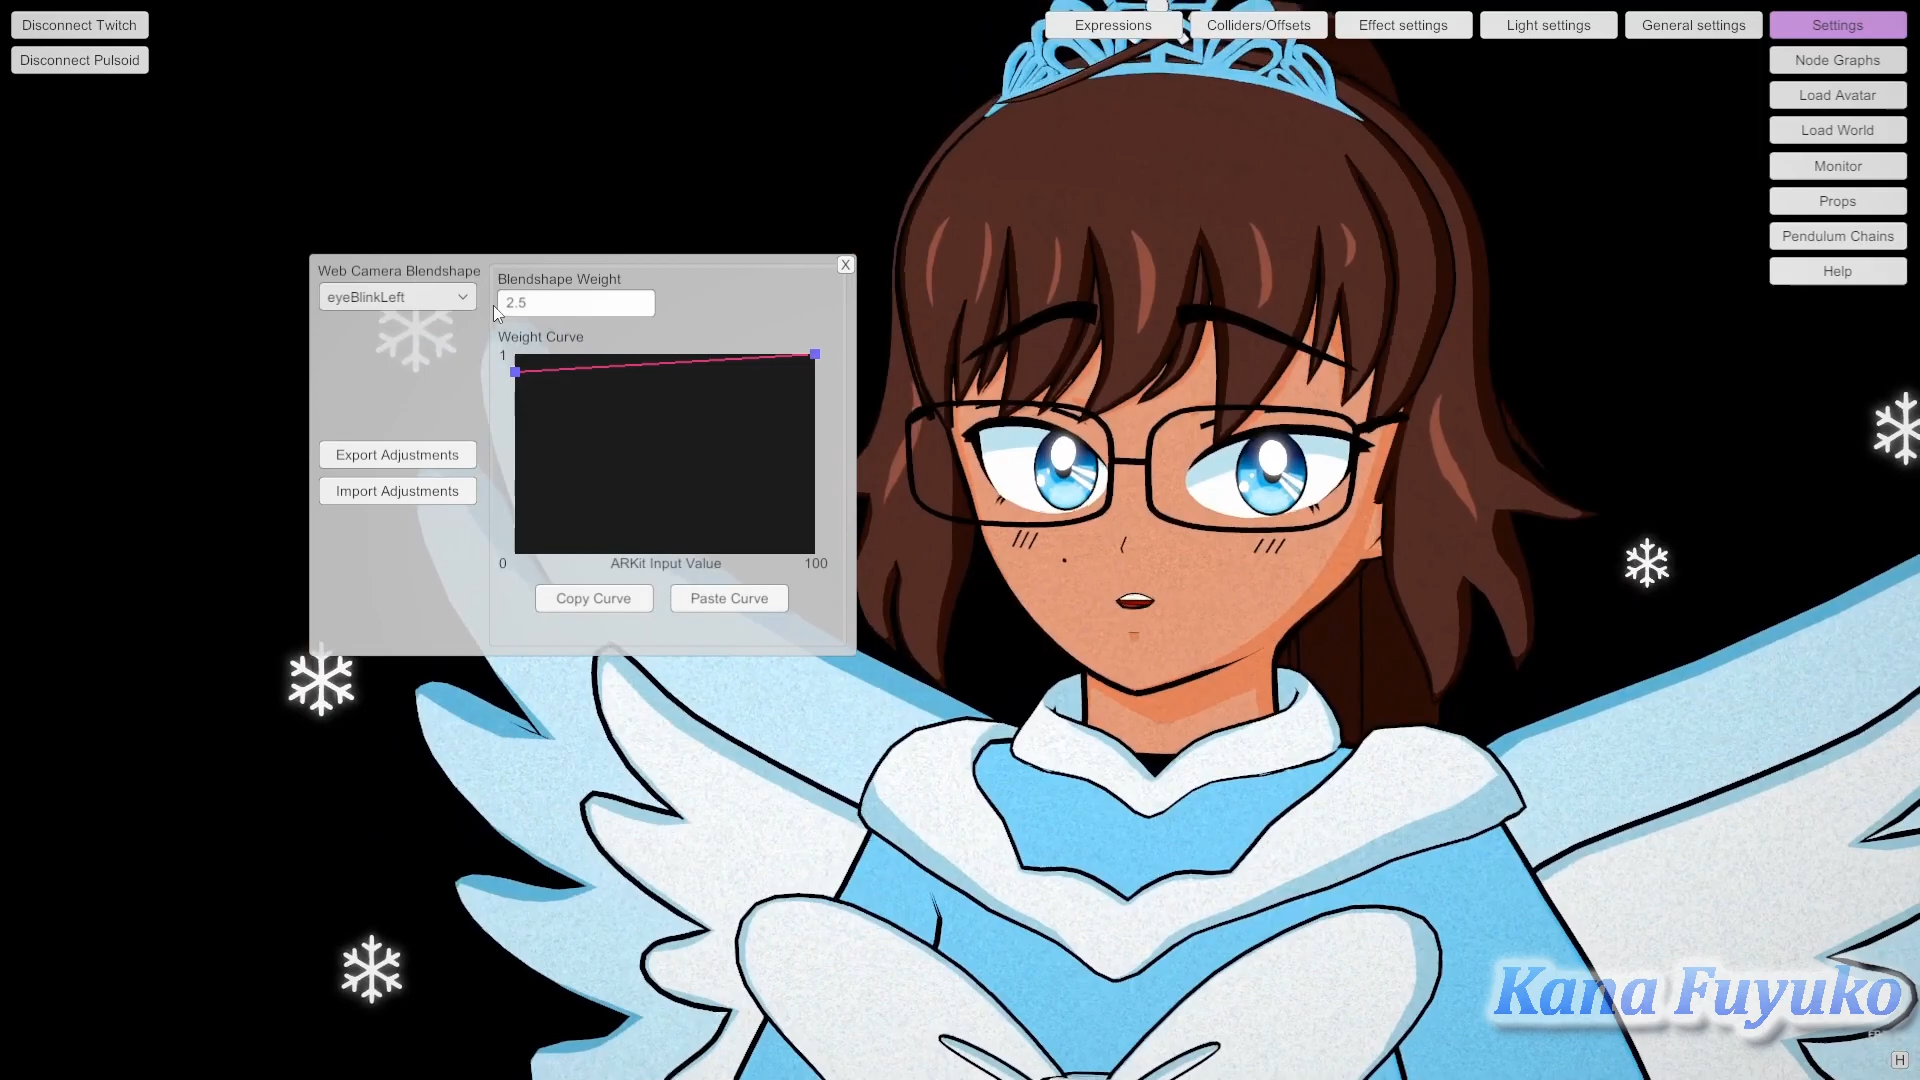 Disconnect Twitch
Disconnect Pulsoid
Expressions
Colliders/Offsets
Effect settings
Light settings
General settings
Settings
Node Graphs
Load Avatar
Load World
Monitor
Props
Pendulum Chains
Help
Web Camera Blendshape
eyeBlinkLeft
Export Adjustments
Import Adjustments
X
Blendshape Weight
2.5
Weight Curve
1
0
ARKit Input Value
100
Copy Curve
Paste Curve
Kana Fuyuko
H